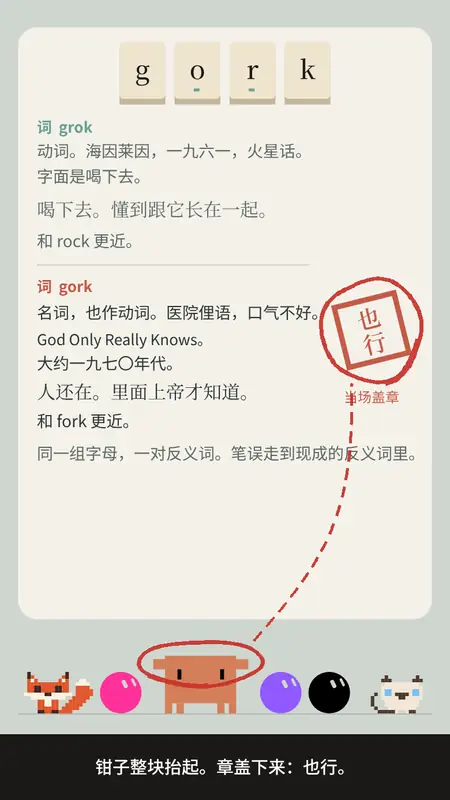 g o r k
词 grok
动词。海因莱因，一九六一，火星话。
字面是喝下去。
喝下去。懂到跟它长在一起。
和 rock 更近。
词 gork
名词，也作动词。医院俚语，口气不好。
God Only Really Knows。
大约一九七〇年代。
人还在。里面上帝才知道。
和 fork 更近。
也
行
当场盖章
同一组字母，一对反义词。笔误走到现成的反义词里。
钳子整块抬起。章盖下来：也行。